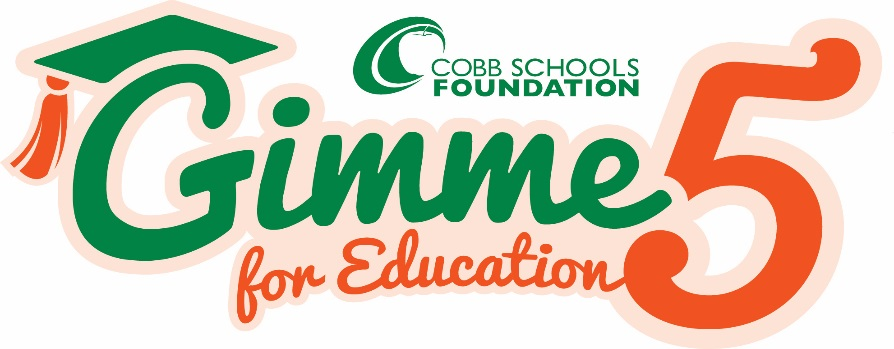 COBB SCHOOLS
FOUNDATION
Gimme 5
for Education